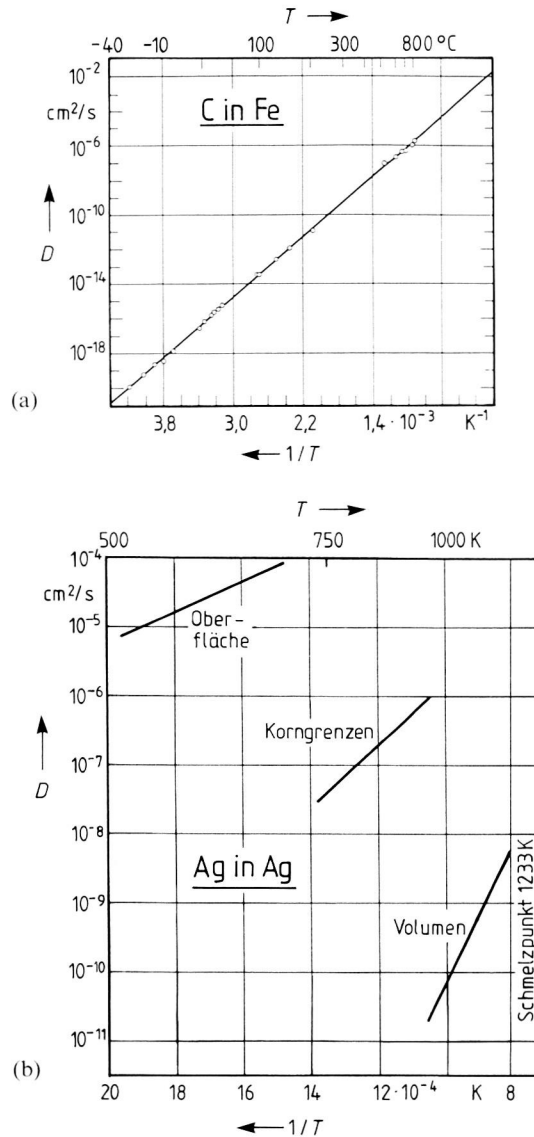 T →
-40 -10 100 300 800 °C
10⁻²
cm²/s
C in Fe
10⁻⁶
10⁻¹⁰
D
10⁻¹⁴
10⁻¹⁸
(a)
3,8 3,0 2,2 1,4 · 10⁻³ K⁻¹
← 1/T
T →
500 750 1000 K
10⁻⁴
cm²/s
10⁻⁵
Ober-
fläche
10⁻⁶
Korngrenzen
10⁻⁷
D
10⁻⁸
Ag in Ag
10⁻⁹
Volumen
10⁻¹⁰
10⁻¹¹
Schmelzpunkt 1233 K
(b)
20 18 16 14 12 · 10⁻⁴ K 8
← 1/T